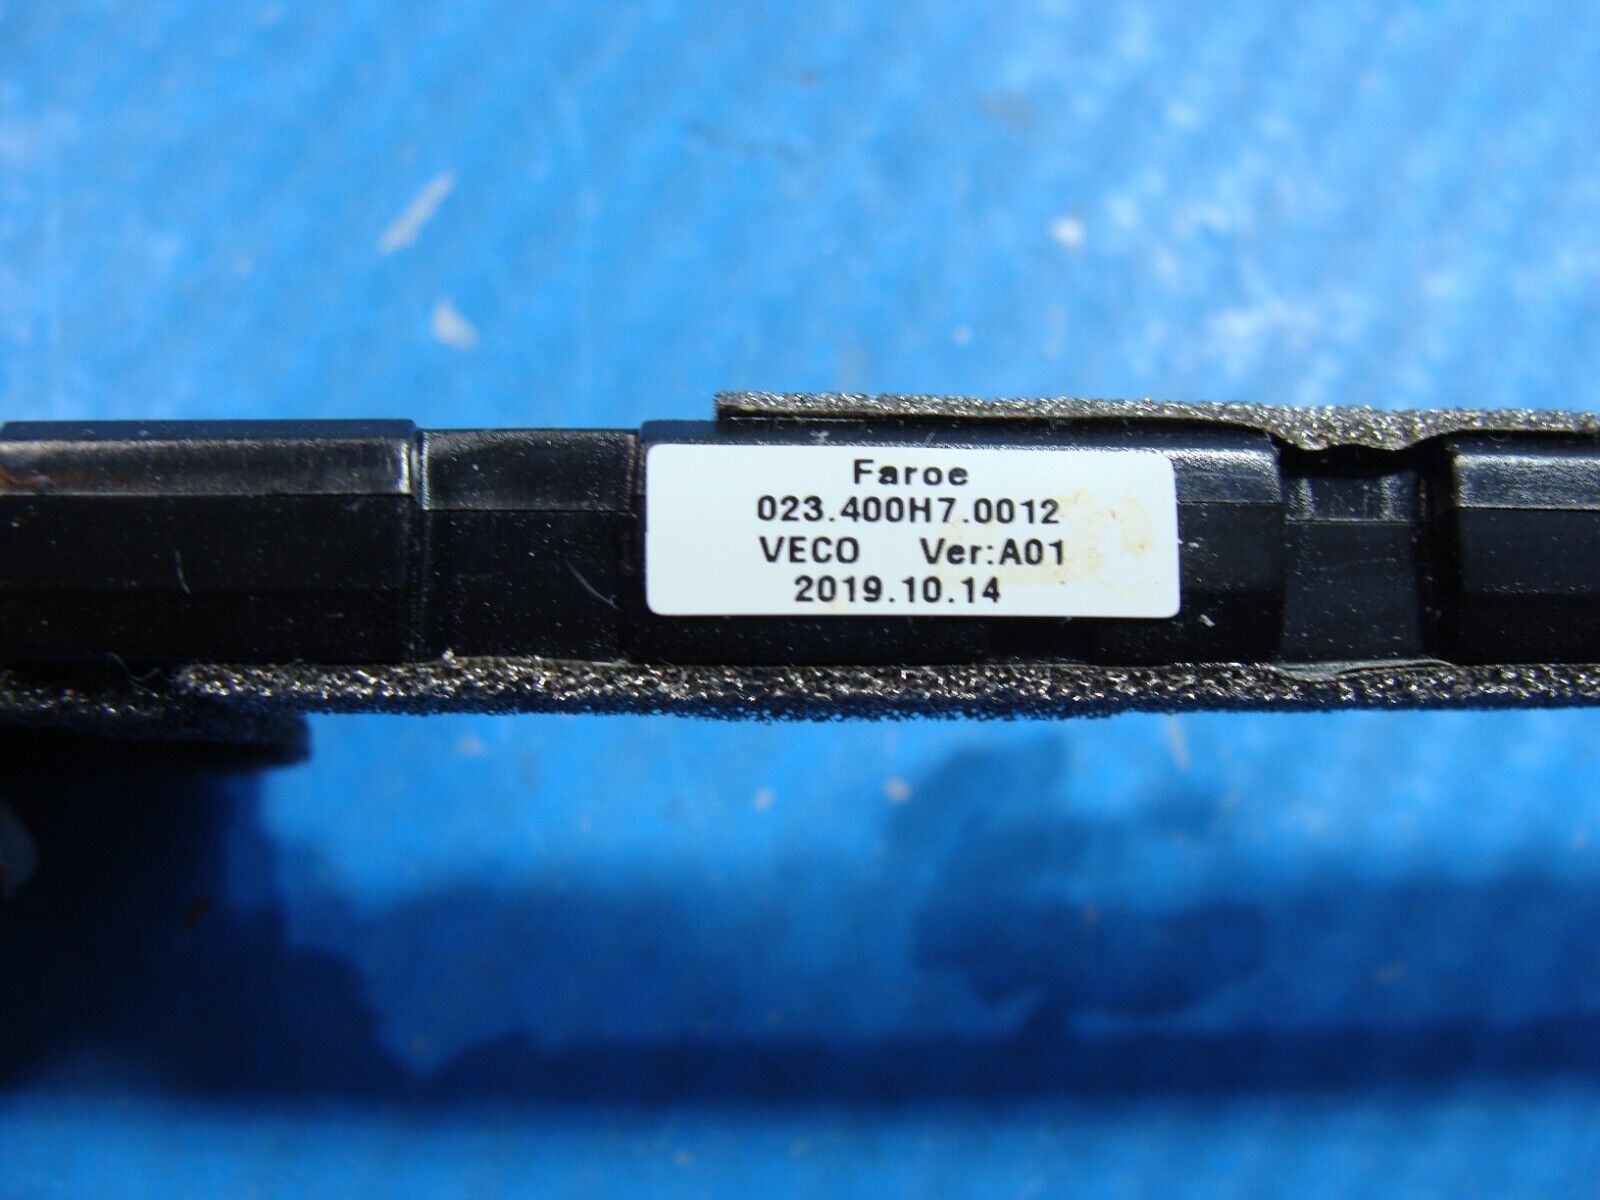 Faroe
023.400H7.0012
VECO Ver:A01
2019.10.14